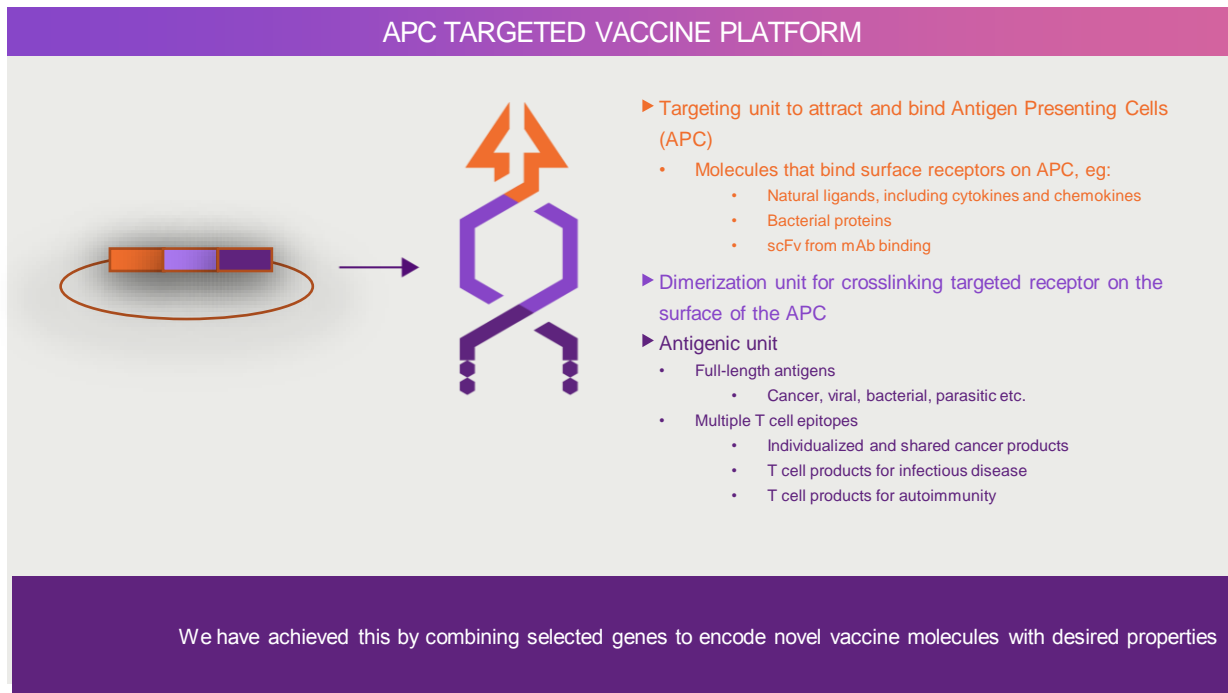 APC TARGETED VACCINE PLATFORM
▶ Targeting unit to attract and bind Antigen Presenting Cells
(APC)
• Molecules that bind surface receptors on APC, eg:
• Natural ligands, including cytokines and chemokines
• Bacterial proteins
• scFv from mAb binding
▶ Dimerization unit for crosslinking targeted receptor on the
surface of the APC
▶ Antigenic unit
• Full-length antigens
• Cancer, viral, bacterial, parasitic etc.
• Multiple T cell epitopes
• Individualized and shared cancer products
• T cell products for infectious disease
• T cell products for autoimmunity
We have achieved this by combining selected genes to encode novel vaccine molecules with desired properties